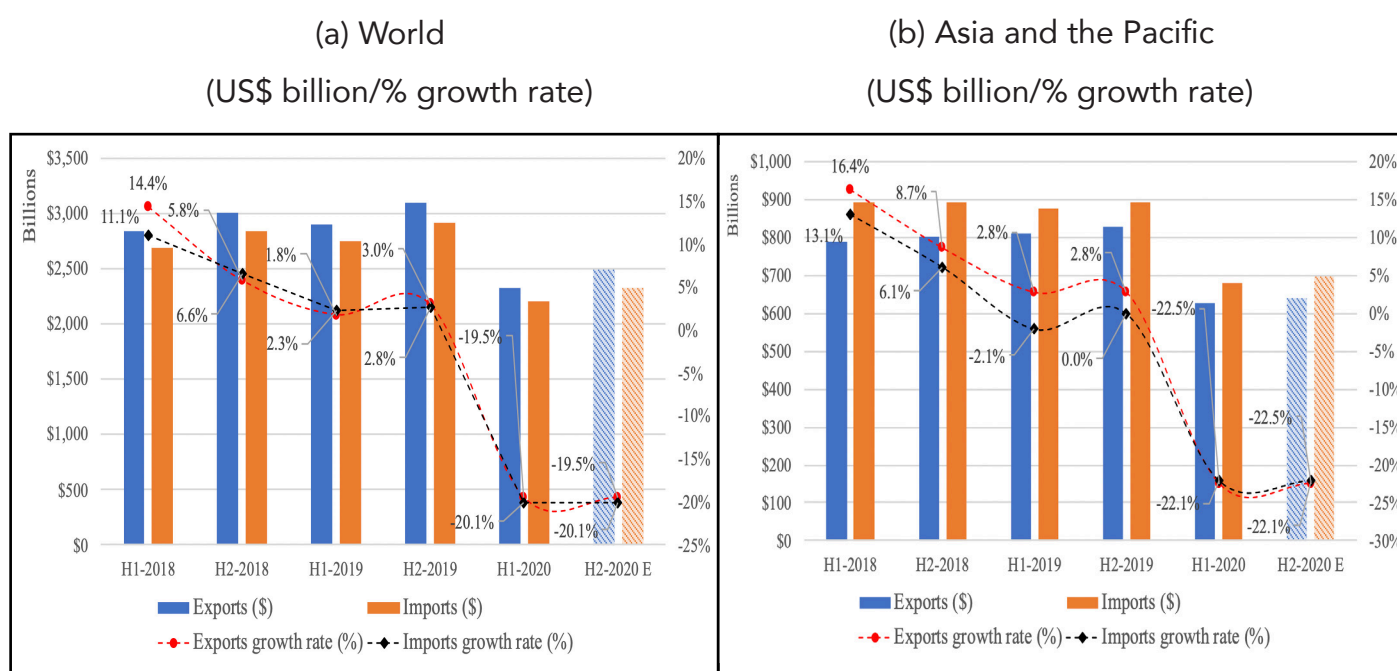 (a) World
(US$ billion/% growth rate)
Billions
$3,500
$3,000
$2,500
$2,000
$1,500
$1,000
$500
$0
20%
15%
10%
5%
0%
-5%
-10%
-15%
-20%
-25%
14.4%
11.1%
5.8%
6.6%
1.8%
2.3%
3.0%
2.8%
-19.5%
-20.1%
-19.5%
-20.1%
H1-2018
H2-2018
H1-2019
H2-2019
H1-2020
H2-2020 E
Exports ($)
Imports ($)
Exports growth rate (%)
Imports growth rate (%)
(b) Asia and the Pacific
(US$ billion/% growth rate)
Billions
$1,000
$900
$800
$700
$600
$500
$400
$300
$200
$100
$0
20%
15%
10%
5%
0%
-5%
-10%
-15%
-20%
-25%
-30%
16.4%
13.1%
8.7%
6.1%
2.8%
-2.1%
2.8%
0.0%
-22.5%
-22.1%
-22.5%
-22.1%
H1-2018
H2-2018
H1-2019
H2-2019
H1-2020
H2-2020 E
Exports ($)
Imports ($)
Exports growth rate (%)
Imports growth rate (%)